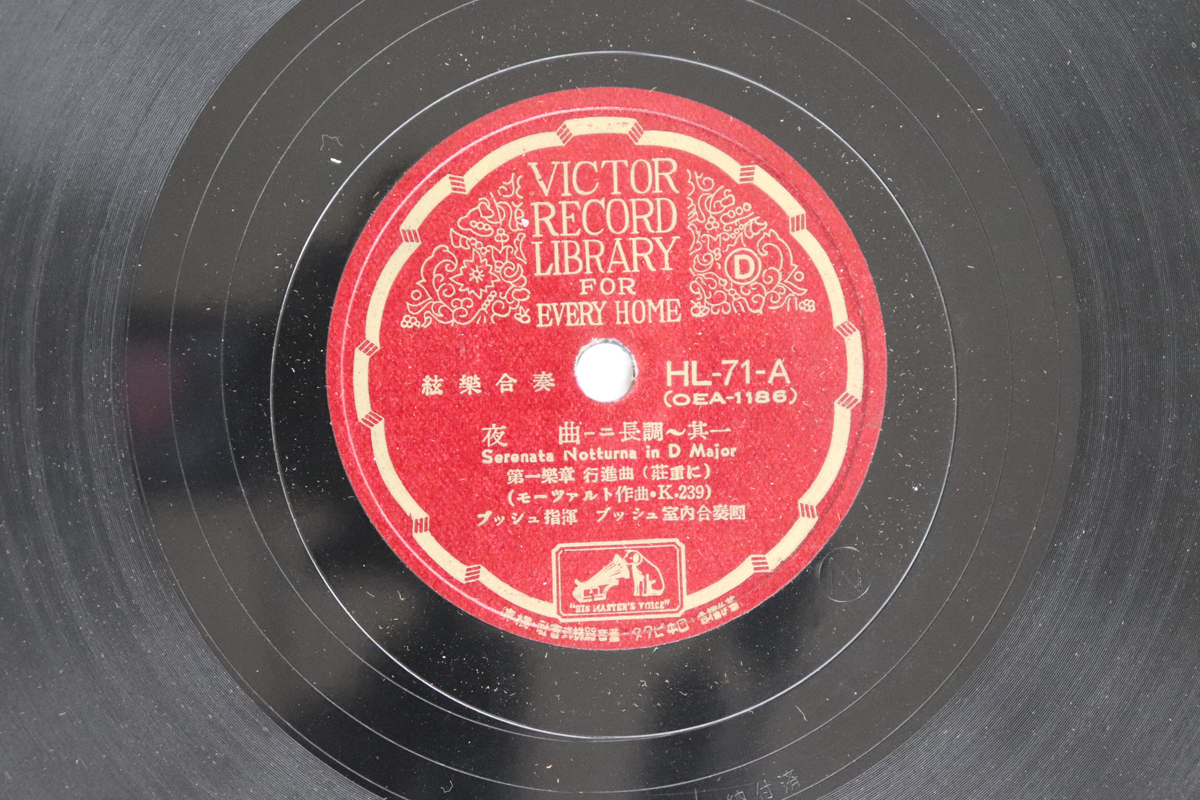 VICTOR
RECORD
LIBRARY
FOR
EVERY HOME
D
絃樂合奏
HL-71-A
(OEA-1186)
夜 曲-ニ長調～其一
Serenata Notturna in D Major
第一樂章 行進曲 (莊重に)
(モーツァルト作曲•K.239)
ブッシュ指揮 ブッシュ室内合奏團
"HIS MASTER'S VOICE"
N
付済